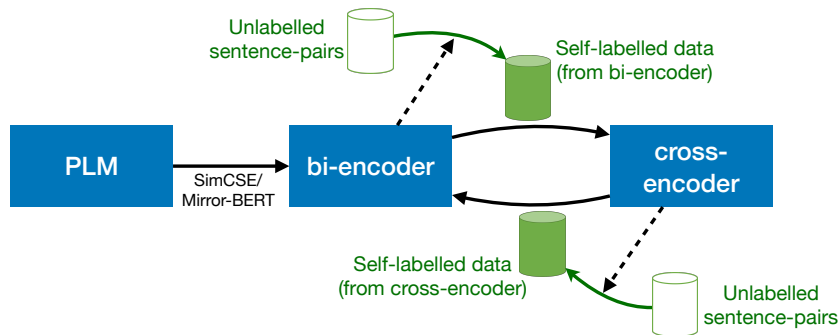 Unlabelled
sentence-pairs
Self-labelled data
(from bi-encoder)
PLM
SimCSE/
Mirror-BERT
bi-encoder
cross-
encoder
Self-labelled data
(from cross-encoder)
Unlabelled
sentence-pairs